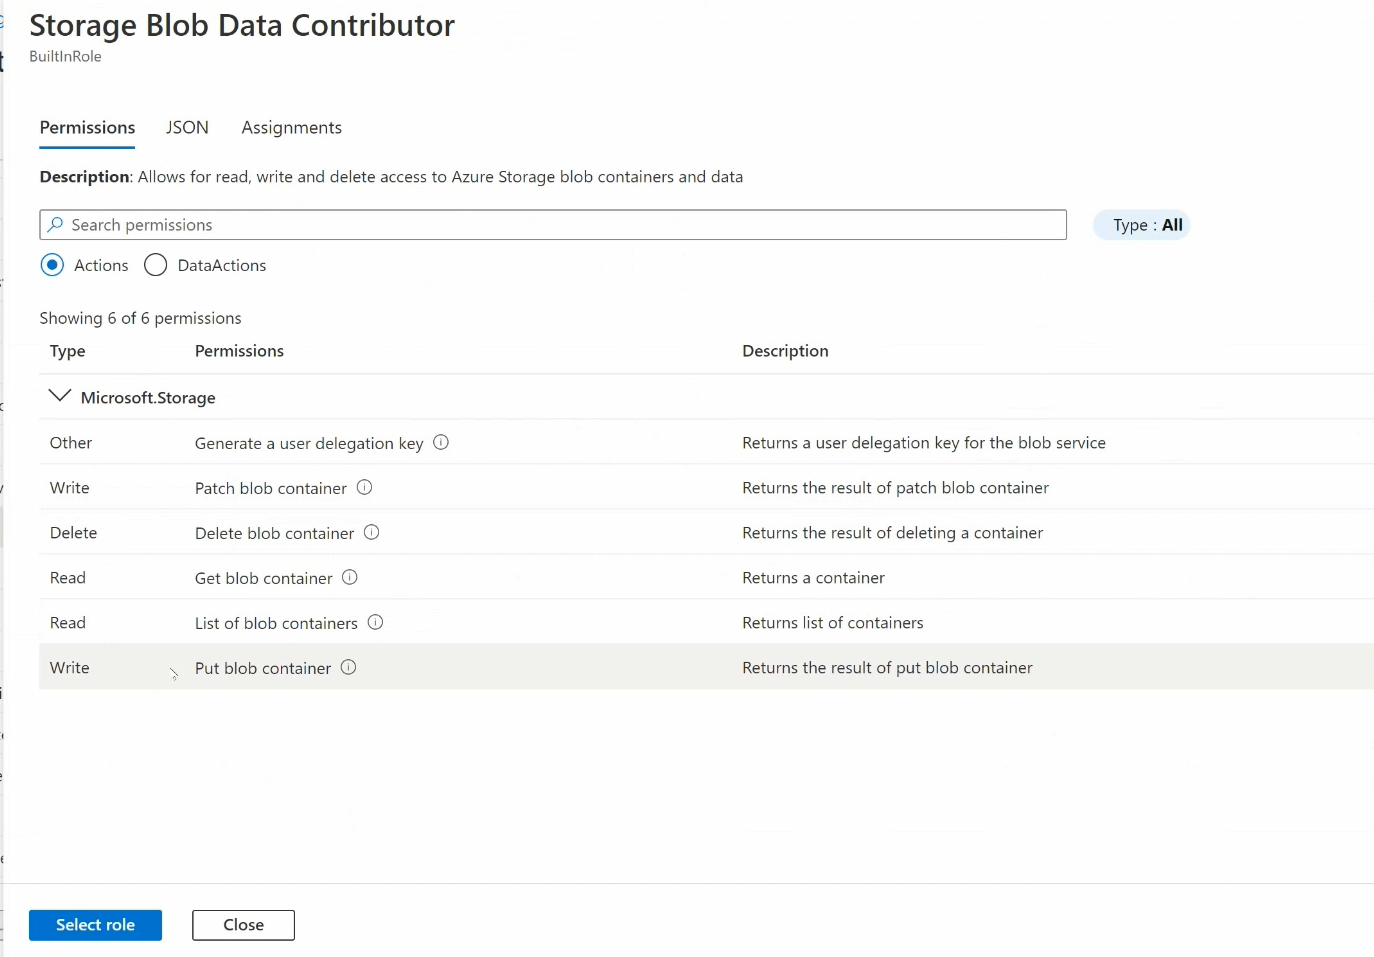 Storage Blob Data Contributor
BuiltInRole
Permissions JSON Assignments
Description: Allows for read, write and delete access to Azure Storage blob containers and data
Search permissions Type : All
Actions DataActions
Showing 6 of 6 permissions
Type Permissions Description
Microsoft.Storage
Other Generate a user delegation key Returns a user delegation key for the blob service
Write Patch blob container Returns the result of patch blob container
Delete Delete blob container Returns the result of deleting a container
Read Get blob container Returns a container
Read List of blob containers Returns list of containers
Write Put blob container Returns the result of put blob container
Select role Close